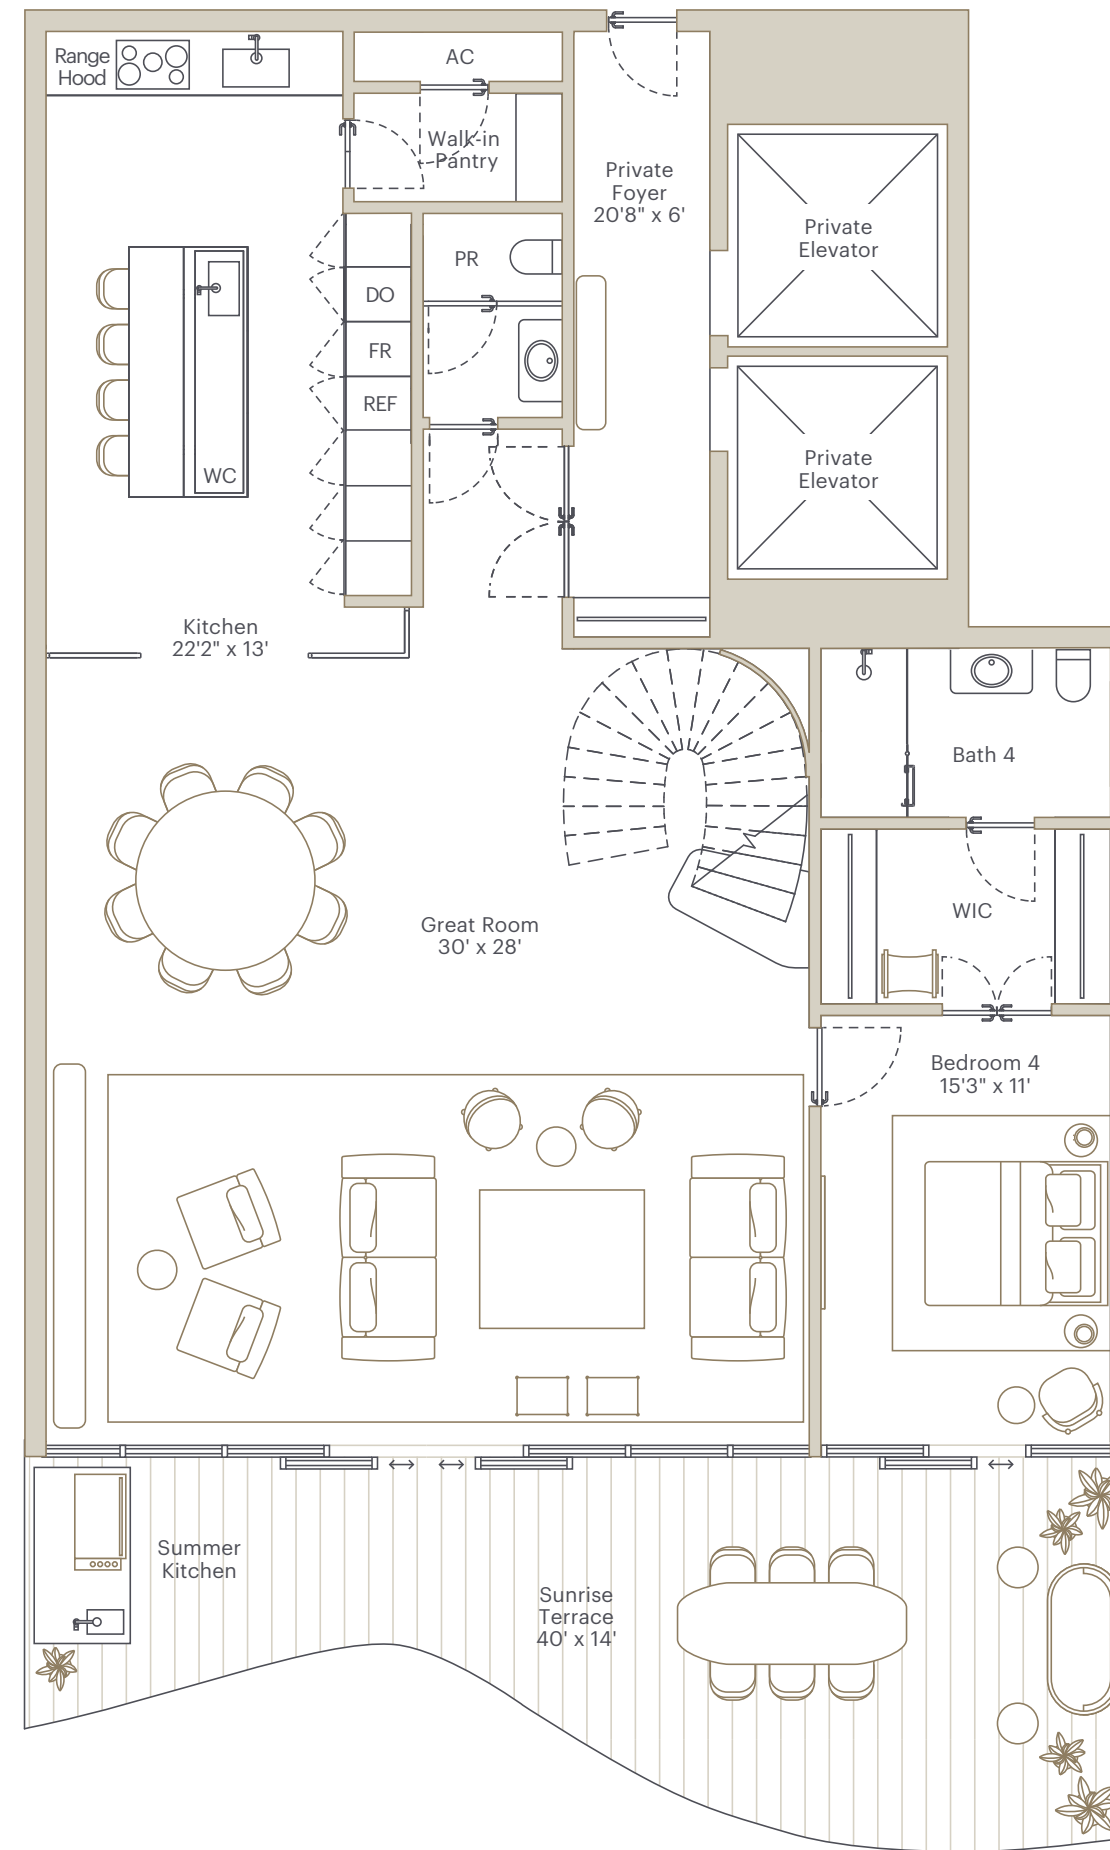 Range
Hood
AC
Walk-in
Pantry
Private
Foyer
20'8" x 6'
Private
Elevator
PR
DO
FR
REF
WC
Private
Elevator
Kitchen
22'2" x 13'
Bath 4
WIC
Great Room
30' x 28'
Bedroom 4
15'3" x 11'
Summer
Kitchen
Sunrise
Terrace
40' x 14'